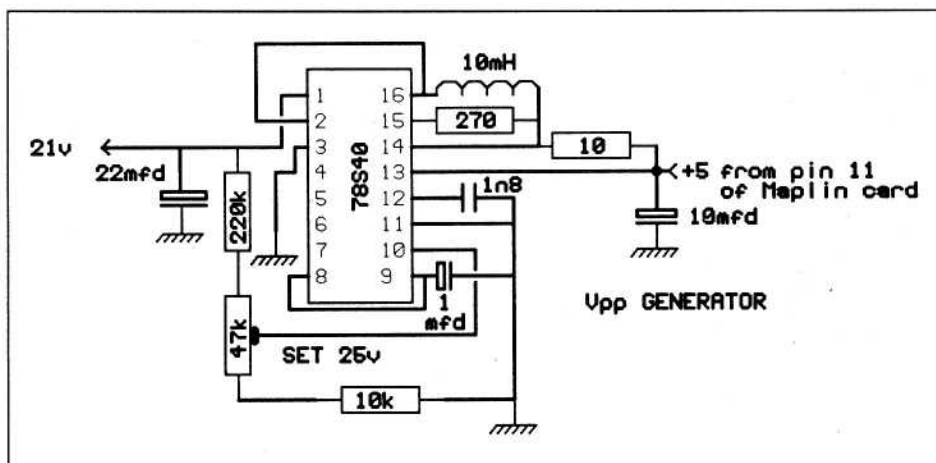 10mH
1 16
2 15 270
21v 3 14 10
22mfd 4 13 +5 from pin 11
of Maplin card
5 12 1n8
220k 78S40 6 11 10mfd
7 10
8 9
1
mfd
Vpp GENERATOR
47k
SET 25v
10k